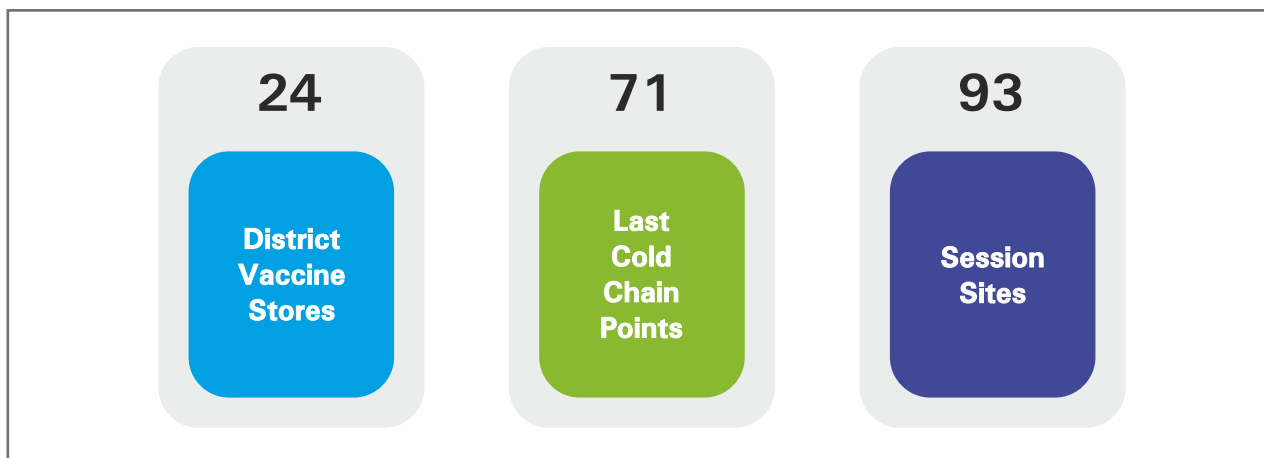 24
District
Vaccine
Stores
71
Last
Cold
Chain
Points
93
Session
Sites